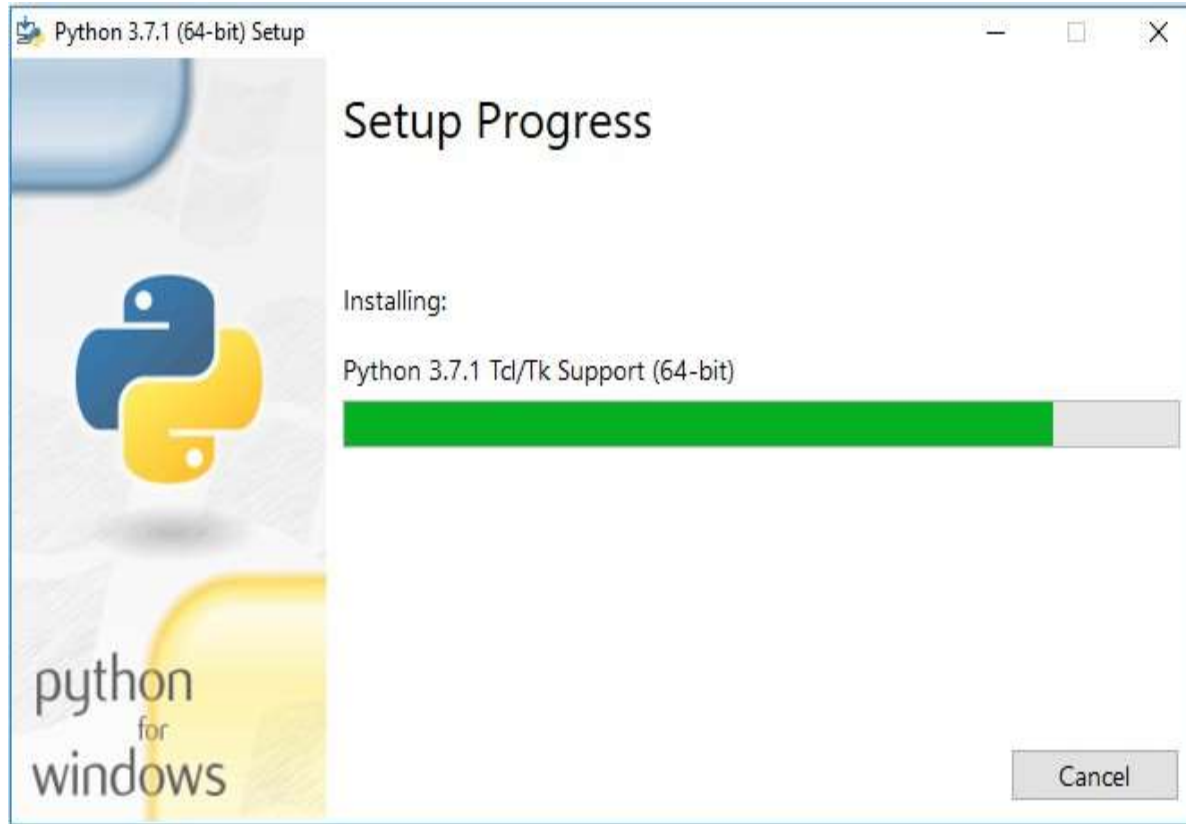 Python 3.7.1 (64-bit) Setup
Setup Progress
Installing:
Python 3.7.1 Tcl/Tk Support (64-bit)
python
for
windows
Cancel